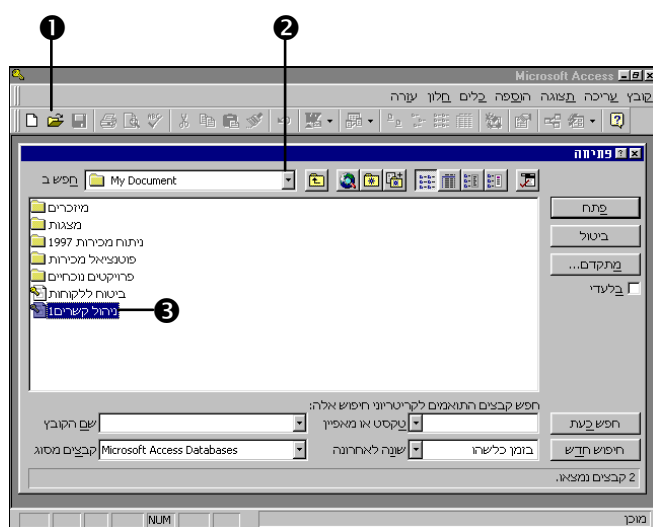 ❶ ❷
Microsoft Access
קובץ עריכה תצוגה הוספה כלים חלון עזרה
פתיחה
חפש ב My Document
מיזכרים
מצגות
ניתוח מכירות 1997
פוטנציאל מכירות
פרויקטים נוכחיים
ביטוח ללקוחות
ניהול קשרים1 ❸
פתח
ביטול
מתקדם...
בלעדי
חפש קבצים התואמים לקריטריוני חיפוש אלה:
שם הקובץ טקסט או מאפיין חפש כעת
קבצים מסוג Microsoft Access Databases שונה לאחרונה בזמן כלשהו חיפוש חדש
2 קבצים נמצאו.
מוכן NUM